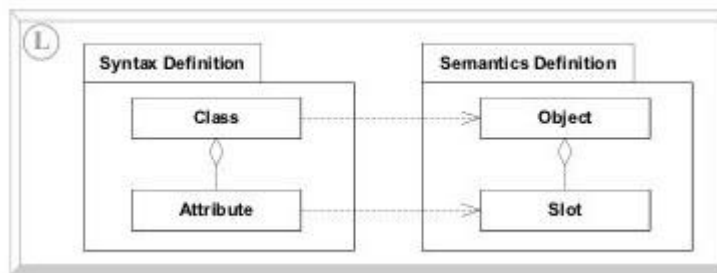 L
Syntax Definition
Semantics Definition
Class
Object
Attribute
Slot